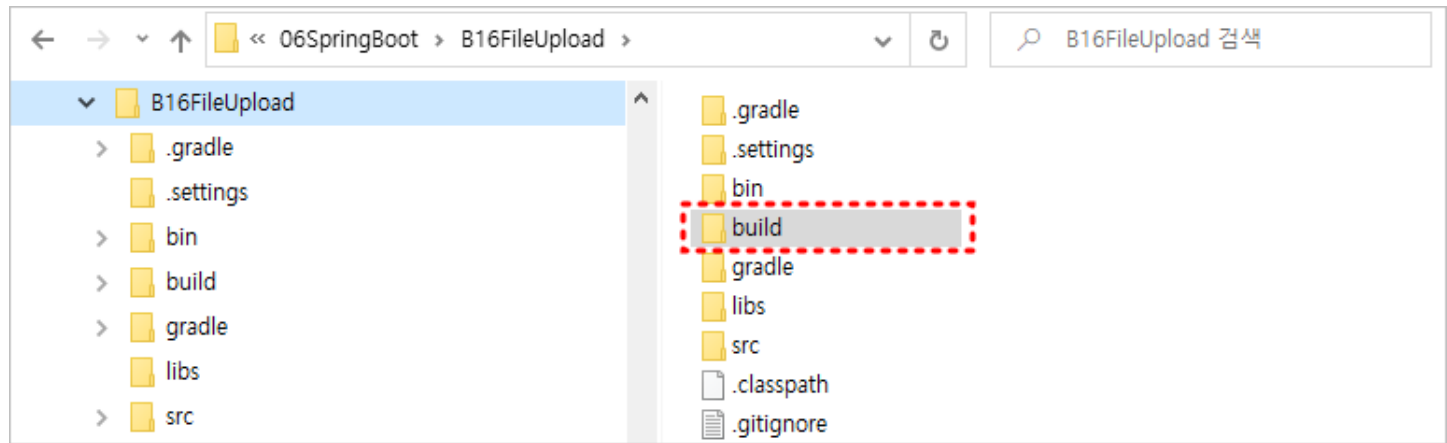 « 06SpringBoot > B16FileUpload >
B16FileUpload 검색
B16FileUpload
.gradle
.settings
bin
build
gradle
libs
src
.gradle
.settings
bin
build
gradle
libs
src
.classpath
.gitignore